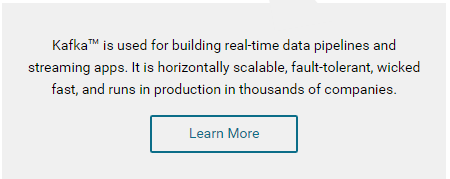 Kafka™ is used for building real-time data pipelines and
streaming apps. It is horizontally scalable, fault-tolerant, wicked
fast, and runs in production in thousands of companies.
Learn More